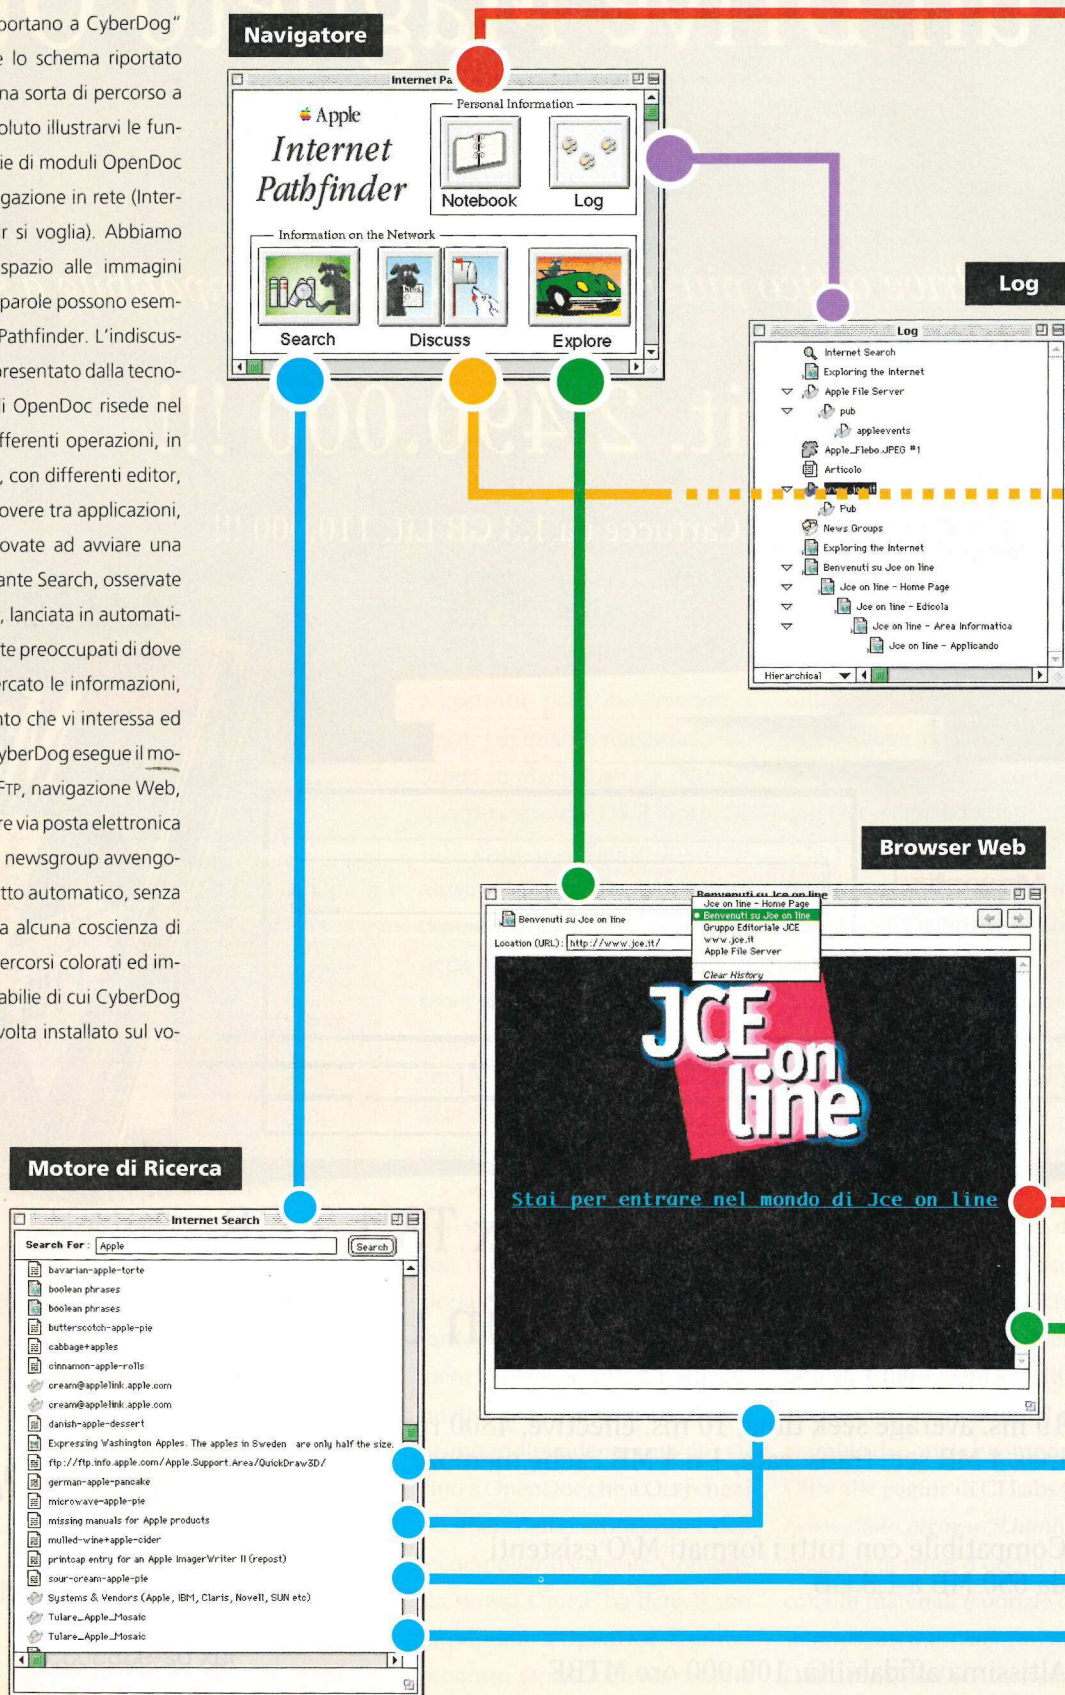 portano a CyberDog"
e lo schema riportato
na sorta di percorso a
oluto illustrarvi le fun-
ie di moduli OpenDoc
gazione in rete (Inter-
r si voglia). Abbiamo
spazio alle immagini
parole possono esem-
Pathfinder. L'indiscus-
presentato dalla tecno-
di OpenDoc risede nel
fferenti operazioni, in
, con differenti editor,
overe tra applicazioni,
ovate ad avviare una
ante Search, osservate
, lanciata in automati-
te preoccupati di dove
ercato le informazioni,
nto che vi interessa ed
yberDog esegue il mo-
FTP, navigazione Web,
re via posta elettronica
newsgroup avvengo-
tto automatico, senza
a alcuna coscienza di
ercorsi colorati ed im-
abilie di cui CyberDog
volta installato sul vo-
Navigatore
Internet Pa
Apple
Internet
Pathfinder
Personal Information
Notebook
Log
Information on the Network
Search
Discuss
Explore
Log
Log
Internet Search
Exploring the Internet
Apple File Server
pub
appleevents
Apple_Flebo.JPEG #1
Articolo
www.jce.it
Pub
News Groups
Exploring the Internet
Benvenuti su Jce on line
Jce on line - Home Page
Jce on line - Edicola
Jce on line - Area Informatica
Jce on line - Applicando
Hierarchical
Browser Web
Benvenuti su Jce on line
Jce on line - Home Page
Benvenuti su Jce on line
Gruppo Editoriale JCE
www.jce.it
Apple File Server
Clear History
Benvenuti su Jce on line
Location (URL): http://www.jce.it/
JCE on
line
Stai per entrare nel mondo di Jce on line
Motore di Ricerca
Internet Search
Search For: Apple
Search
bavarian-apple-torte
boolean phrases
boolean phrases
butterscotch-apple-pie
cabbage+apples
cinnamon-apple-rolls
cream@applelink.apple.com
cream@applelink.apple.com
danish-apple-dessert
Expressing Washington Apples. The apples in Sweden are only half the size.
ftp://ftp.info.apple.com/Apple.Support.Area/QuickDraw3D/
german-apple-pancake
microwave-apple-pie
missing manuals for Apple products
mulled-wine+apple-cider
printcap entry for an Apple ImagerWriter II (repost)
sour-cream-apple-pie
Systems & Vendors (Apple, IBM, Claris, Novell, SUN etc)
Tulare_Apple_Mosaic
Tulare_Apple_Mosaic